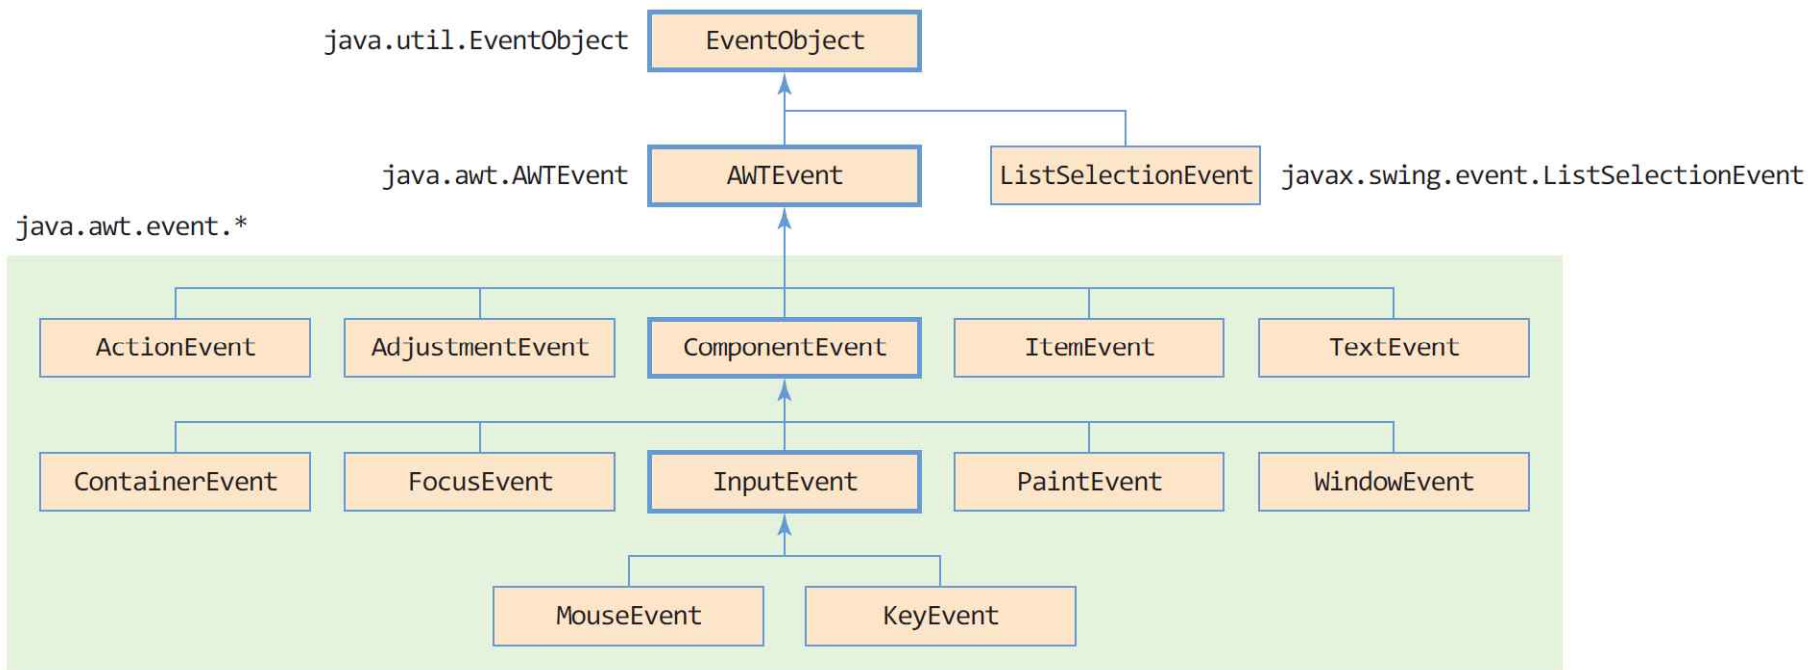 java.util.EventObject EventObject
java.awt.AWTEvent AWTEvent ListSelectionEvent javax.swing.event.ListSelectionEvent
java.awt.event.*
ActionEvent AdjustmentEvent ComponentEvent ItemEvent TextEvent
ContainerEvent FocusEvent InputEvent PaintEvent WindowEvent
MouseEvent KeyEvent